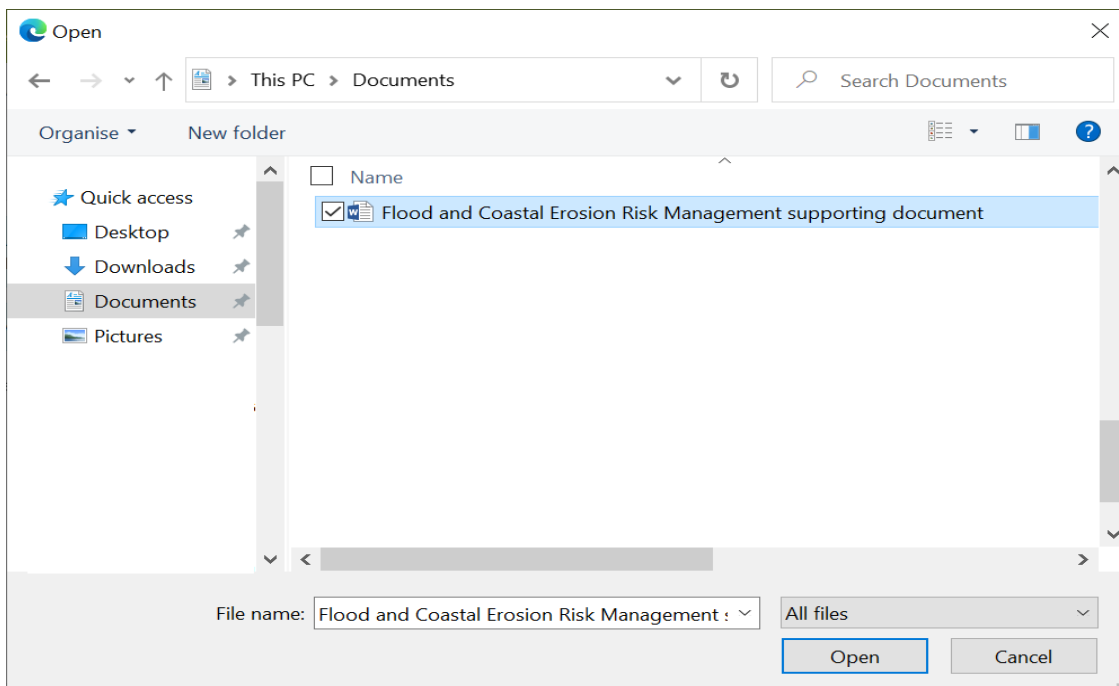 Open
This PC > Documents
Search Documents
Organise
New folder
?
Name
Quick access
Desktop
Downloads
Documents
Pictures
Flood and Coastal Erosion Risk Management supporting document
File name: Flood and Coastal Erosion Risk Management
All files
Open
Cancel